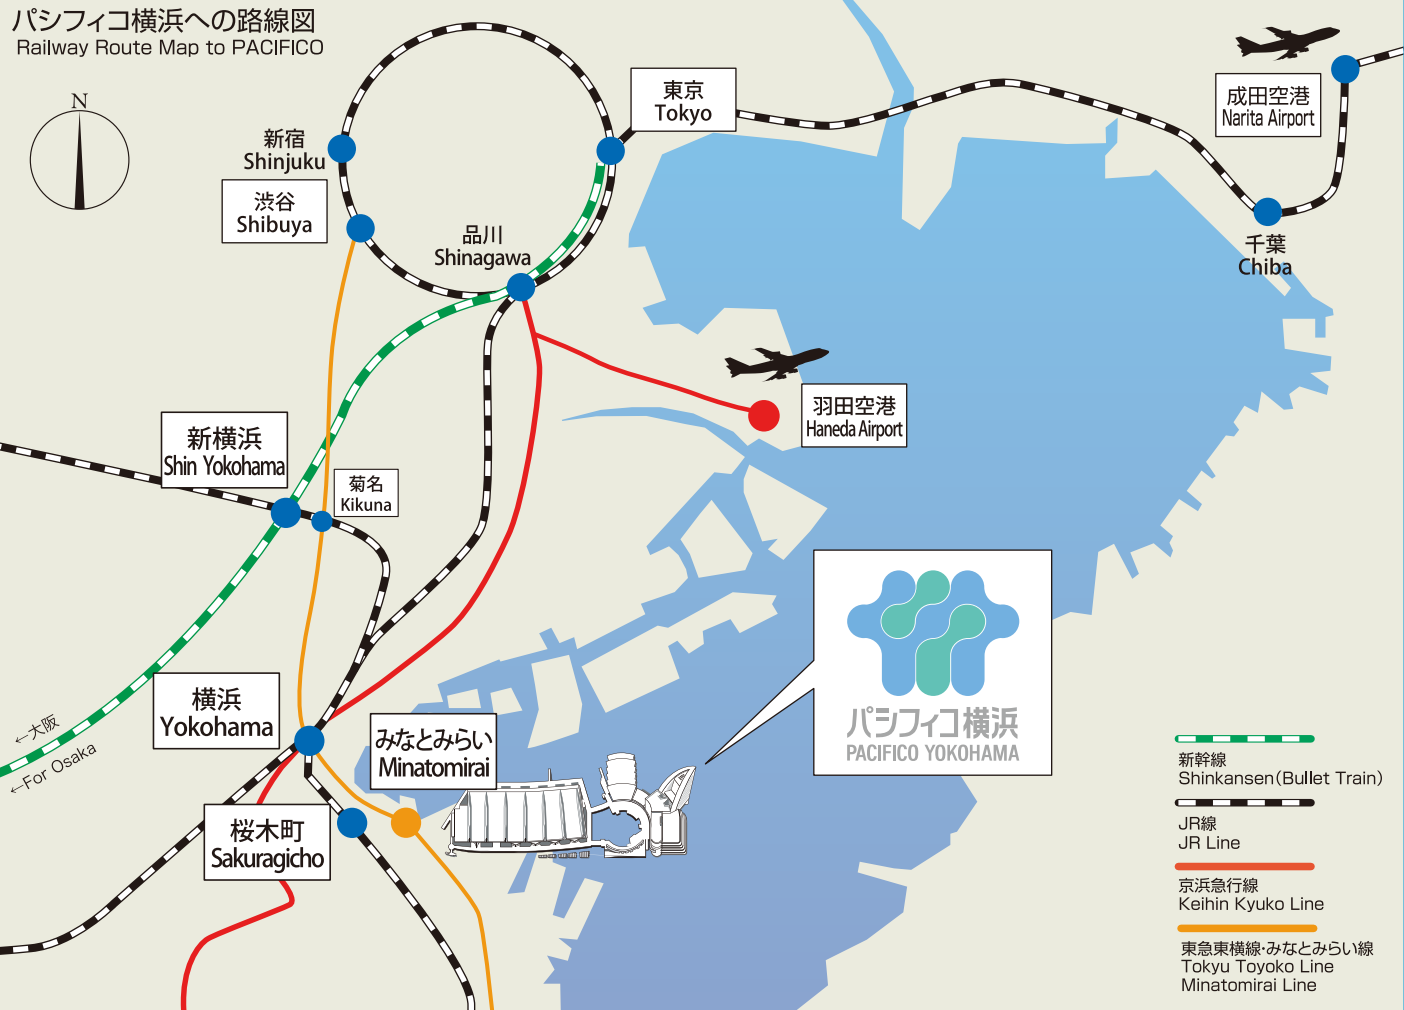 パシフィコ横浜への路線図
Railway Route Map to PACIFICO
N
新宿
Shinjuku
渋谷
Shibuya
品川
Shinagawa
東京
Tokyo
成田空港
Narita Airport
千葉
Chiba
羽田空港
Haneda Airport
新横浜
Shin Yokohama
菊名
Kikuna
横浜
Yokohama
←大阪
←For Osaka
みなとみらい
Minatomirai
桜木町
Sakuragicho
パシフィコ横浜
PACIFICO YOKOHAMA
新幹線
Shinkansen(Bullet Train)
JR線
JR Line
京浜急行線
Keihin Kyuko Line
東急東横線・みなとみらい線
Tokyu Toyoko Line
Minatomirai Line